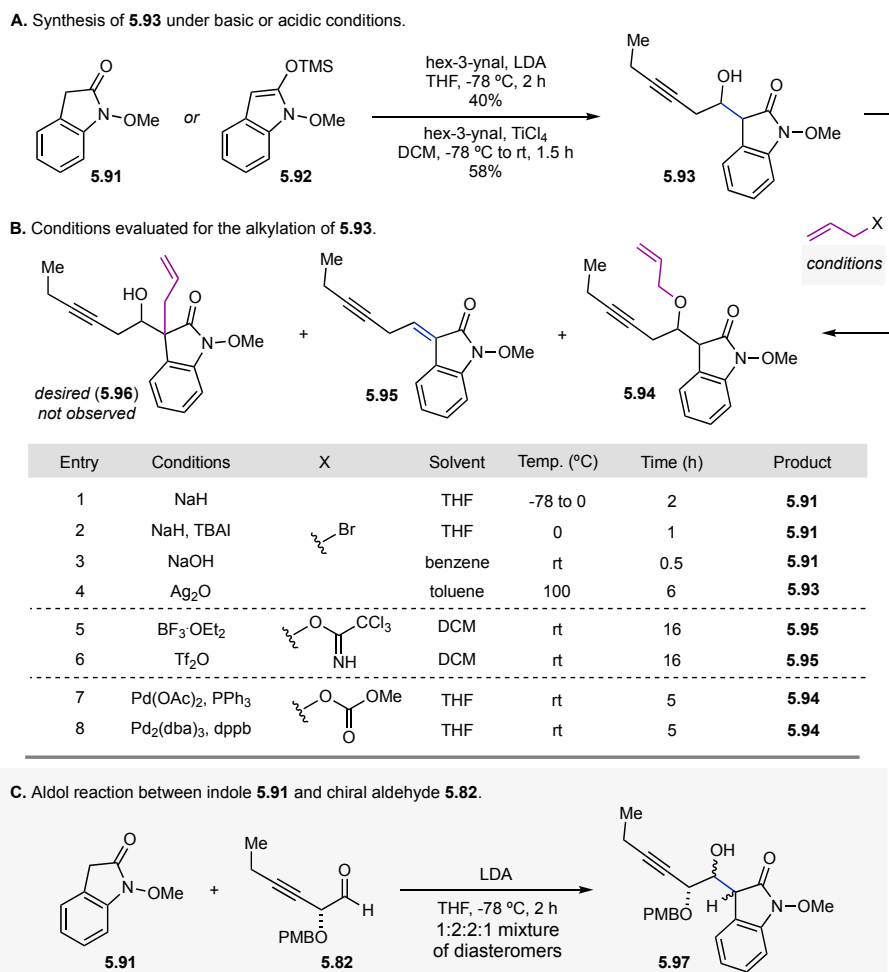 A. Synthesis of 5.93 under basic or acidic conditions.
O
N
OMe
5.91
or
OTMS
N
OMe
5.92
hex-3-ynal, LDA
THF, -78 ºC, 2 h
40%
hex-3-ynal, TiCl4
DCM, -78 ºC to rt, 1.5 h
58%
Me
OH
O
N
OMe
5.93
B. Conditions evaluated for the alkylation of 5.93.
X
conditions
Me
HO
O
N
OMe
desired (5.96)
not observed
+
Me
O
N
OMe
5.95
+
Me
O
O
N
OMe
5.94
Entry Conditions X Solvent Temp. (ºC) Time (h) Product
1 NaH THF -78 to 0 2 5.91
2 NaH, TBAI Br THF 0 1 5.91
3 NaOH benzene rt 0.5 5.91
4 Ag2O toluene 100 6 5.93
5 BF3·OEt2 O CCl3 DCM rt 16 5.95
6 Tf2O NH DCM rt 16 5.95
7 Pd(OAc)2, PPh3 O OMe THF rt 5 5.94
8 Pd2(dba)3, dppb O THF rt 5 5.94
C. Aldol reaction between indole 5.91 and chiral aldehyde 5.82.
O
N
OMe
5.91
+
Me
O
H
PMBO
5.82
LDA
THF, -78 ºC, 2 h
1:2:2:1 mixture
of diasteromers
Me
OH
O
H
PMBO
N
OMe
5.97